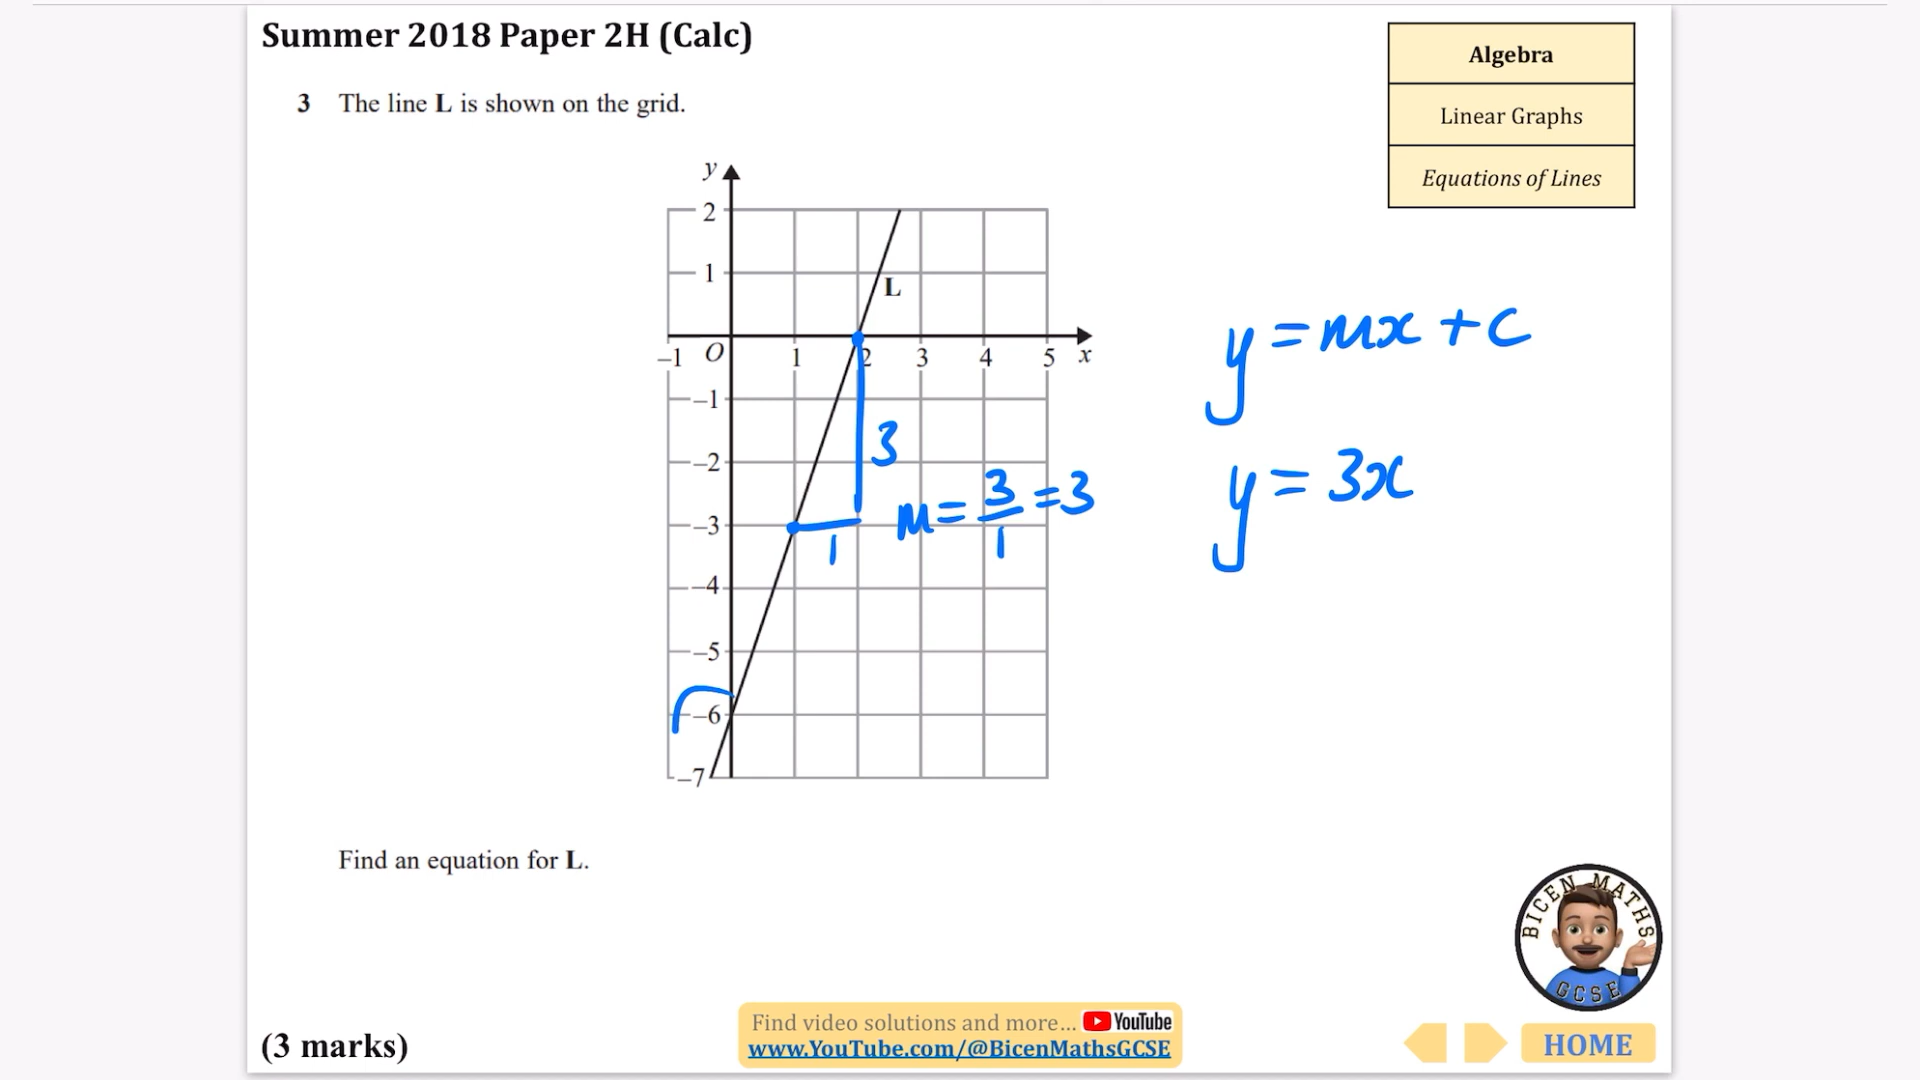 Summer 2018 Paper 2H (Calc)
Algebra
Linear Graphs
Equations of Lines
3 The line L is shown on the grid.
y
2
1
L
–1 O 1 2 3 4 5 x
–1
–2
–3
–4
–5
–6
–7
3
1
m = 3/1 = 3
y = mx + c
y = 3x
Find an equation for L.
BICEN MATHS
GCSE
(3 marks)
Find video solutions and more... YouTube
www.YouTube.com/@BicenMathsGCSE
HOME